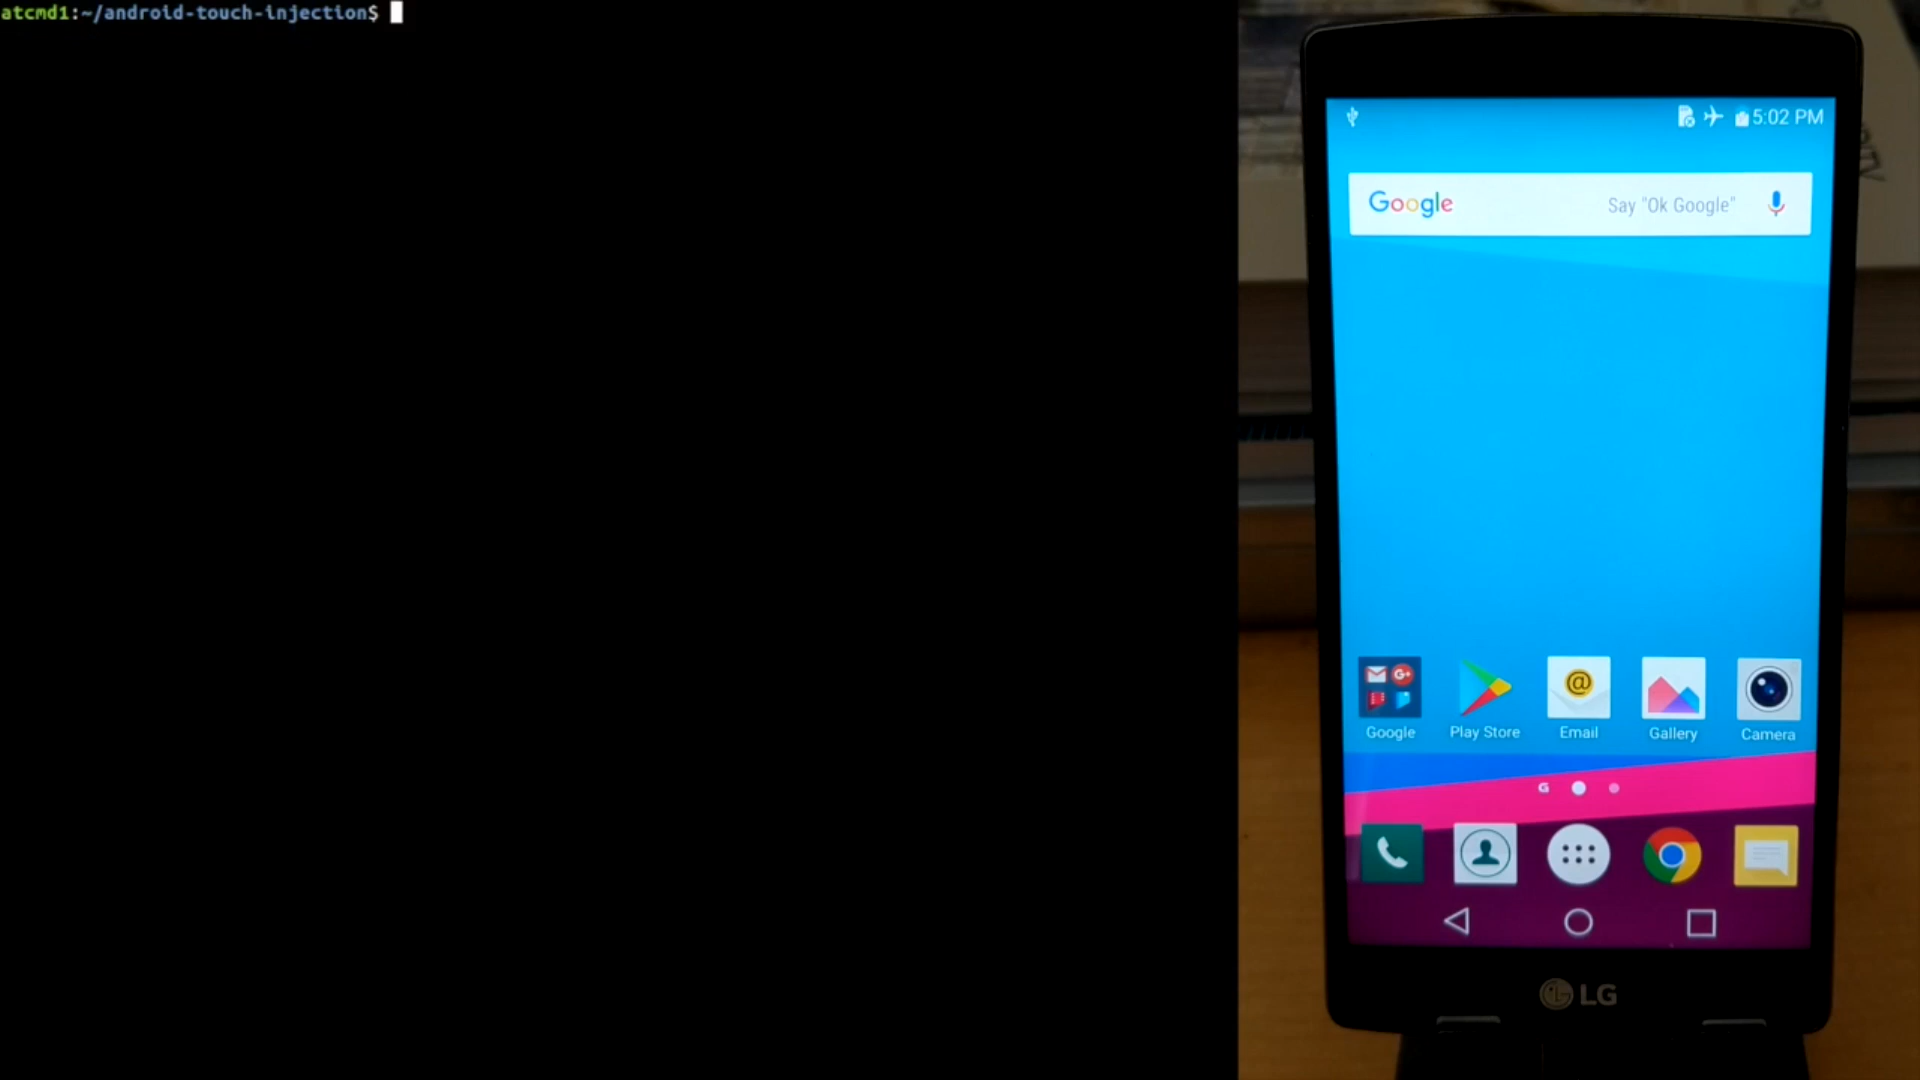 atcmd1:~/android-touch-injection$
5:02 PM
Google
Say "Ok Google"
Google Play Store Email Gallery Camera
LG